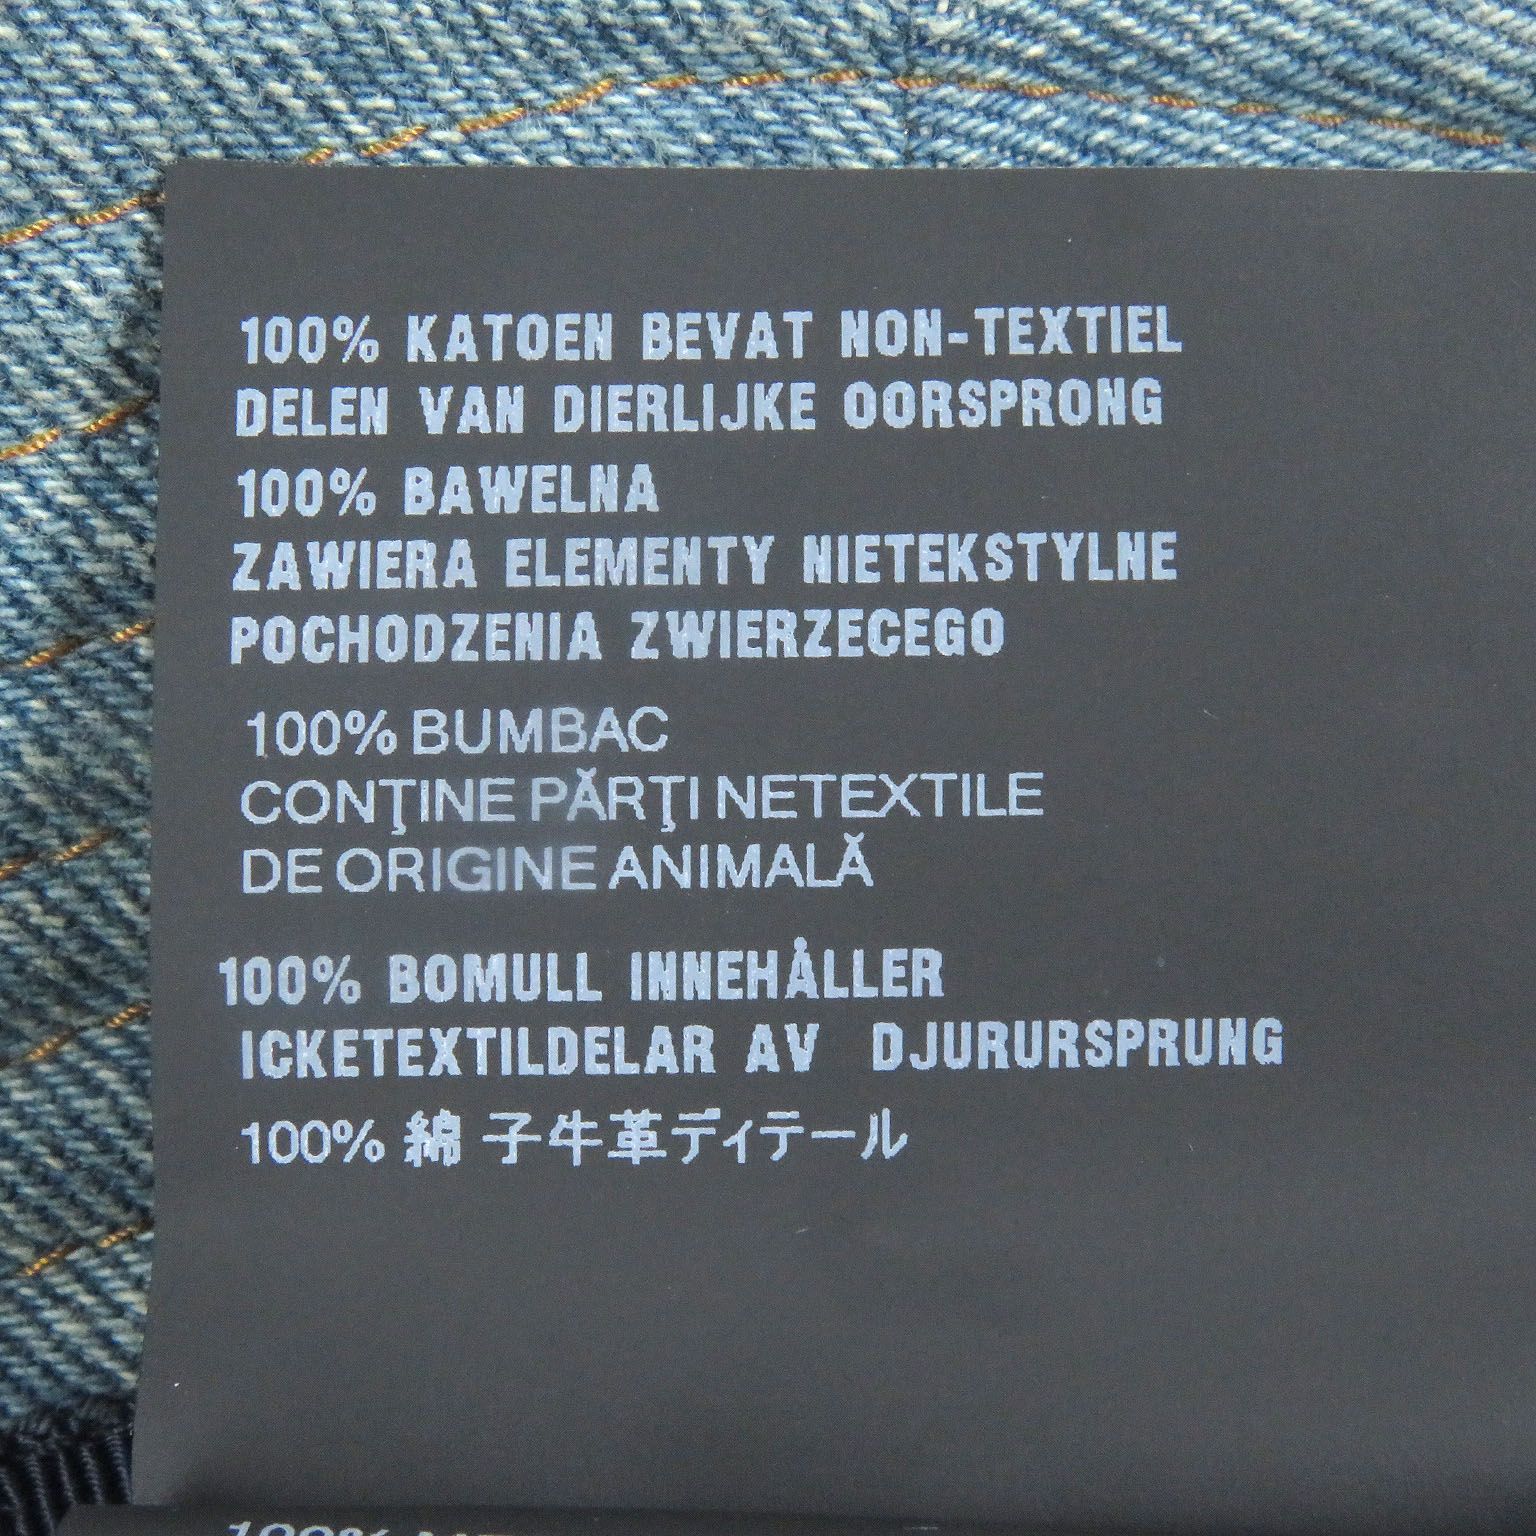 100% KATOEN BEVAT NON-TEXTIEL
DELEN VAN DIERLIJKE OORSPRONG
100% BAWELNA
ZAWIERA ELEMENTY NIETEKSTYLNE
POCHODZENIA ZWIERZECEGO
100% BUMBAC
CONŢINE PĂRŢI NETEXTILE
DE ORIGINE ANIMALĂ
100% BOMULL INNEHÅLLER
ICKETEXTILDELAR AV DJURURSPRUNG
100% 綿 子牛革ディテール